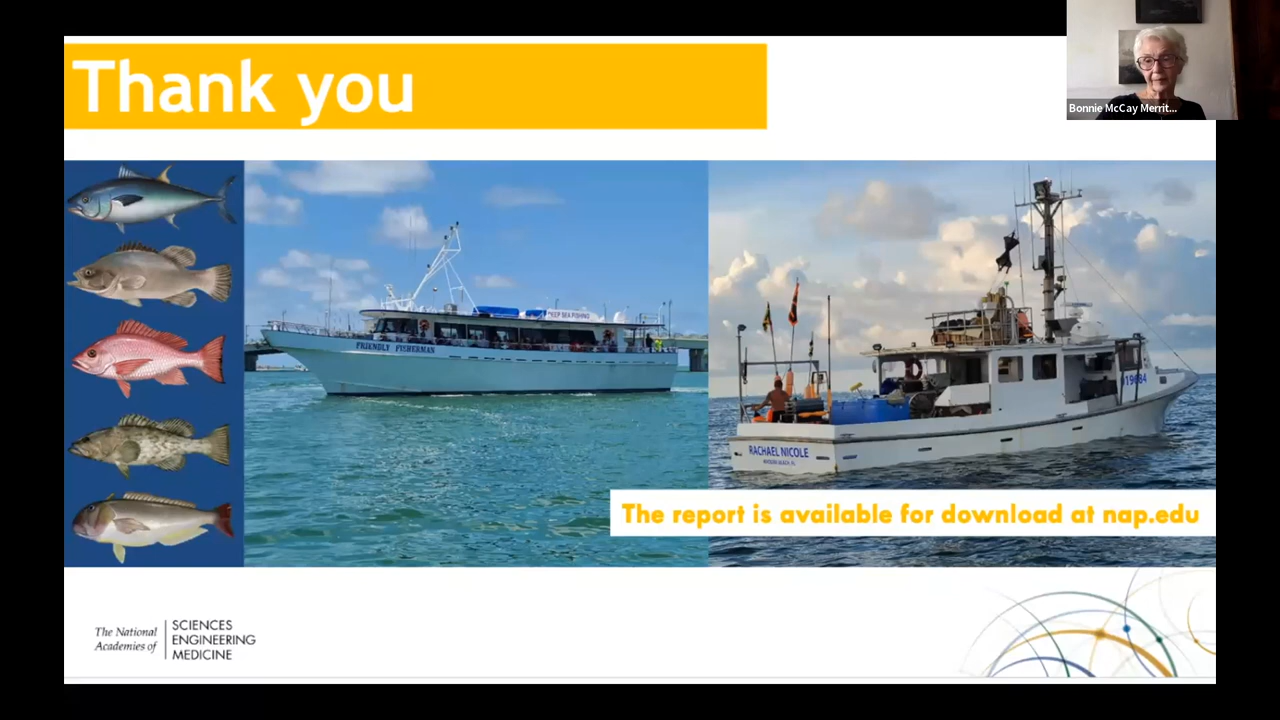 Thank you
Bonnie McCay Merrit...
DEEP SEA FISHING
FRIENDLY FISHERMAN
RACHAEL NICOLE
The report is available for download at nap.edu
The National
Academies of
SCIENCES
ENGINEERING
MEDICINE